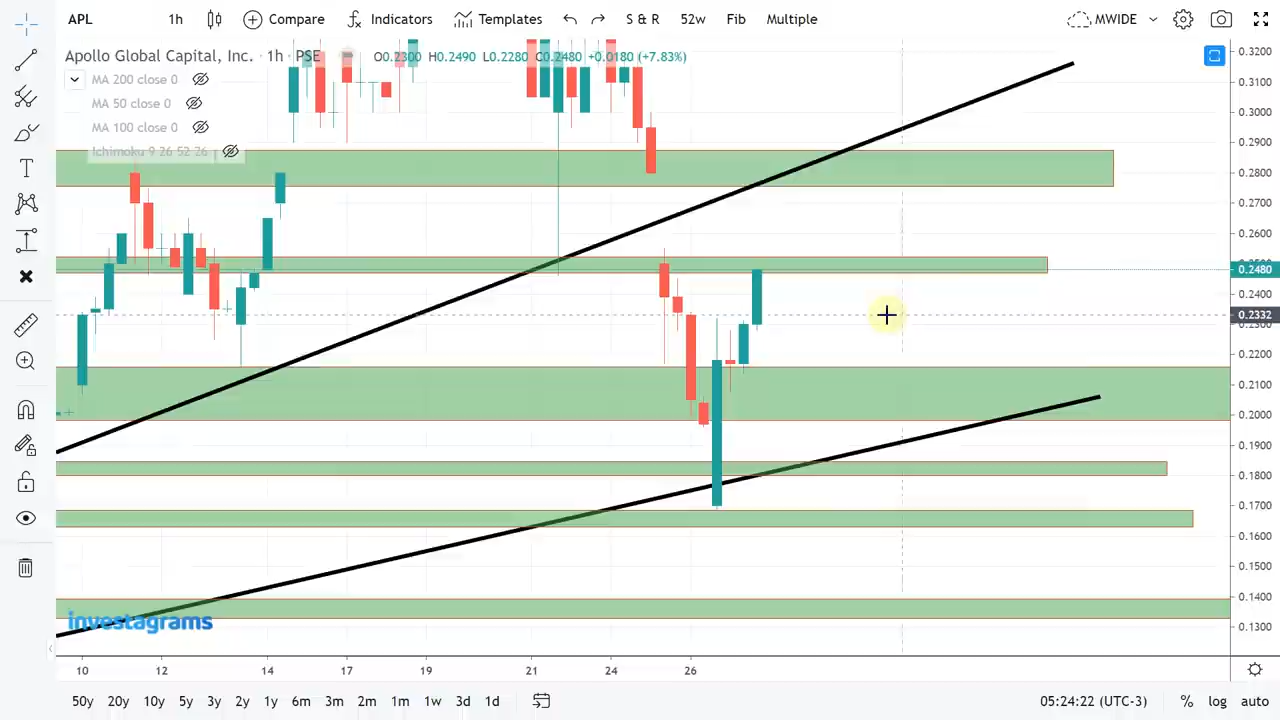 APL 1h Compare Indicators Templates S & R 52w Fib Multiple MWIDE
Apollo Global Capital, Inc. · 1h · PSE O0.2300 H0.2490 L0.2280 C0.2480 +0.0180 (+7.83%)
MA 200 close 0
MA 50 close 0
MA 100 close 0
Ichimoku 9 26 52 26
0.3200
0.3100
0.3000
0.2900
0.2800
0.2700
0.2600
0.2480
0.2400
0.2332
0.2300
0.2200
0.2100
0.2000
0.1900
0.1800
0.1700
0.1600
0.1500
0.1400
0.1300
investagrams
10 12 14 17 19 21 24 26
50y 20y 10y 5y 3y 2y 1y 6m 3m 2m 1m 1w 3d 1d 05:24:22 (UTC-3) % log auto